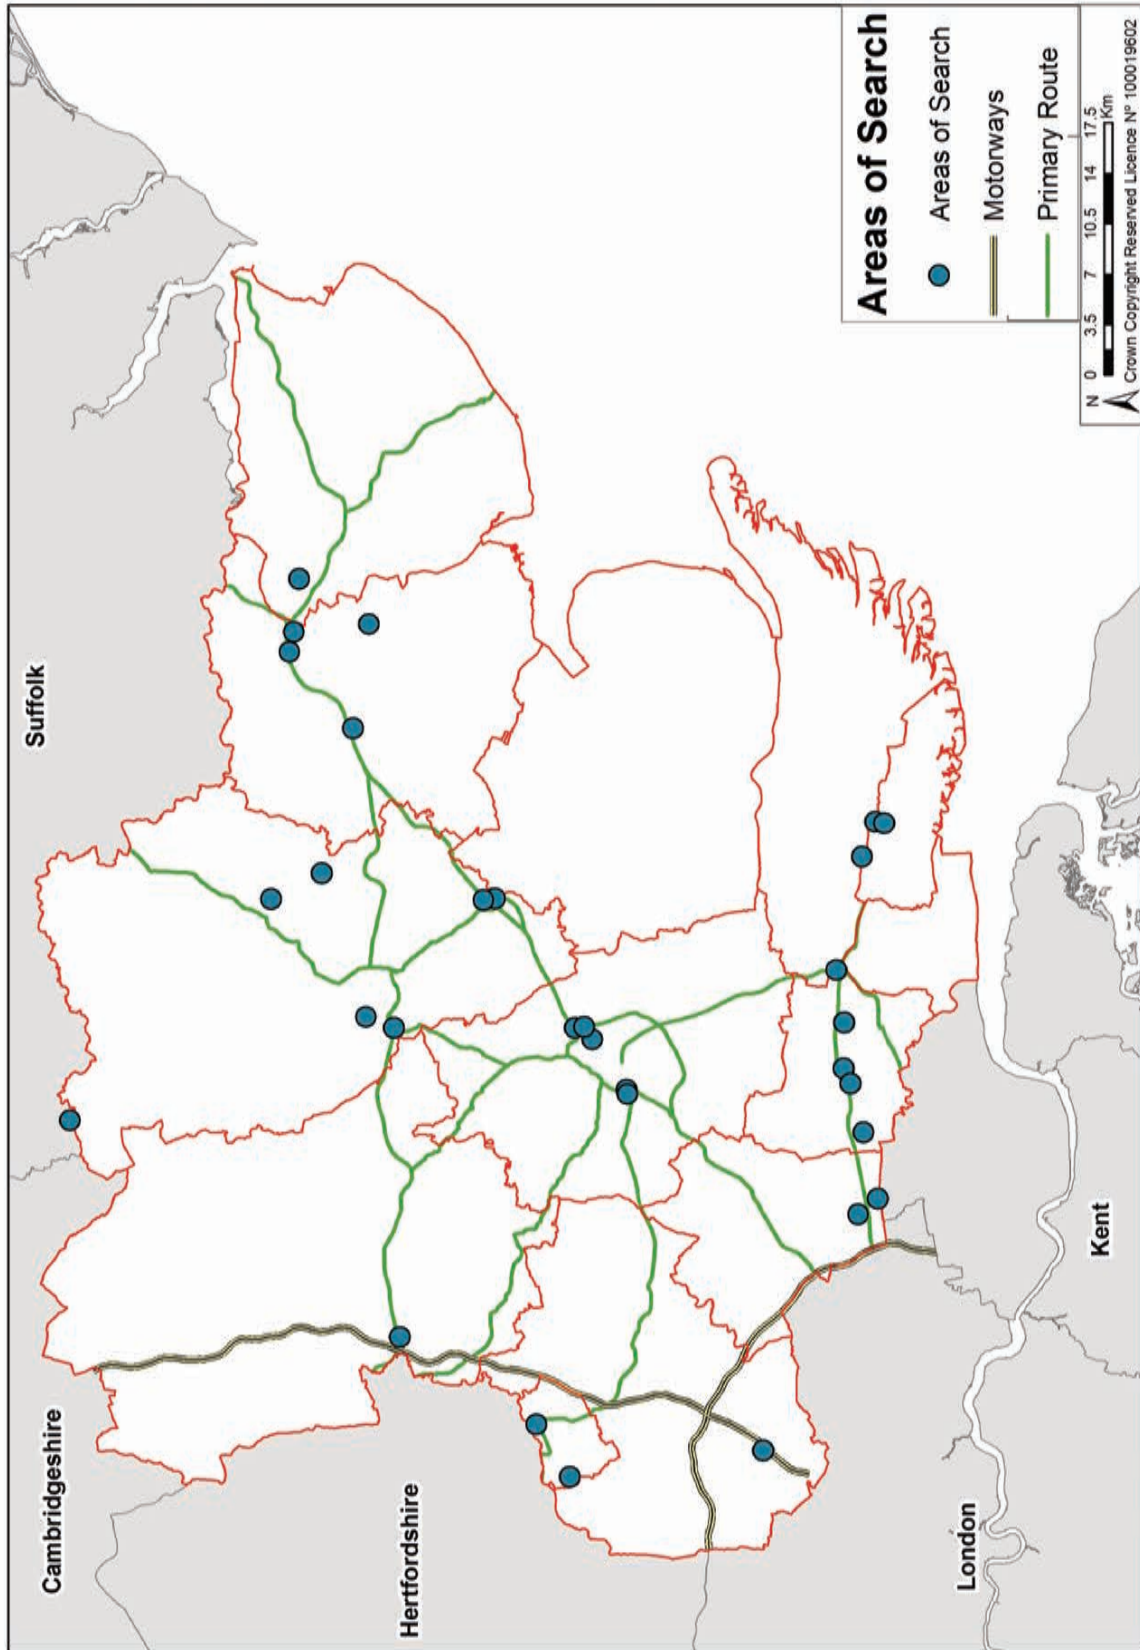 Cambridgeshire
Suffolk
Hertfordshire
London
Kent
Areas of Search
Areas of Search
Motorways
Primary Route
N 0 3.5 7 10.5 14 17.5
Km
Crown Copyright Reserved Licence Nº 100019602